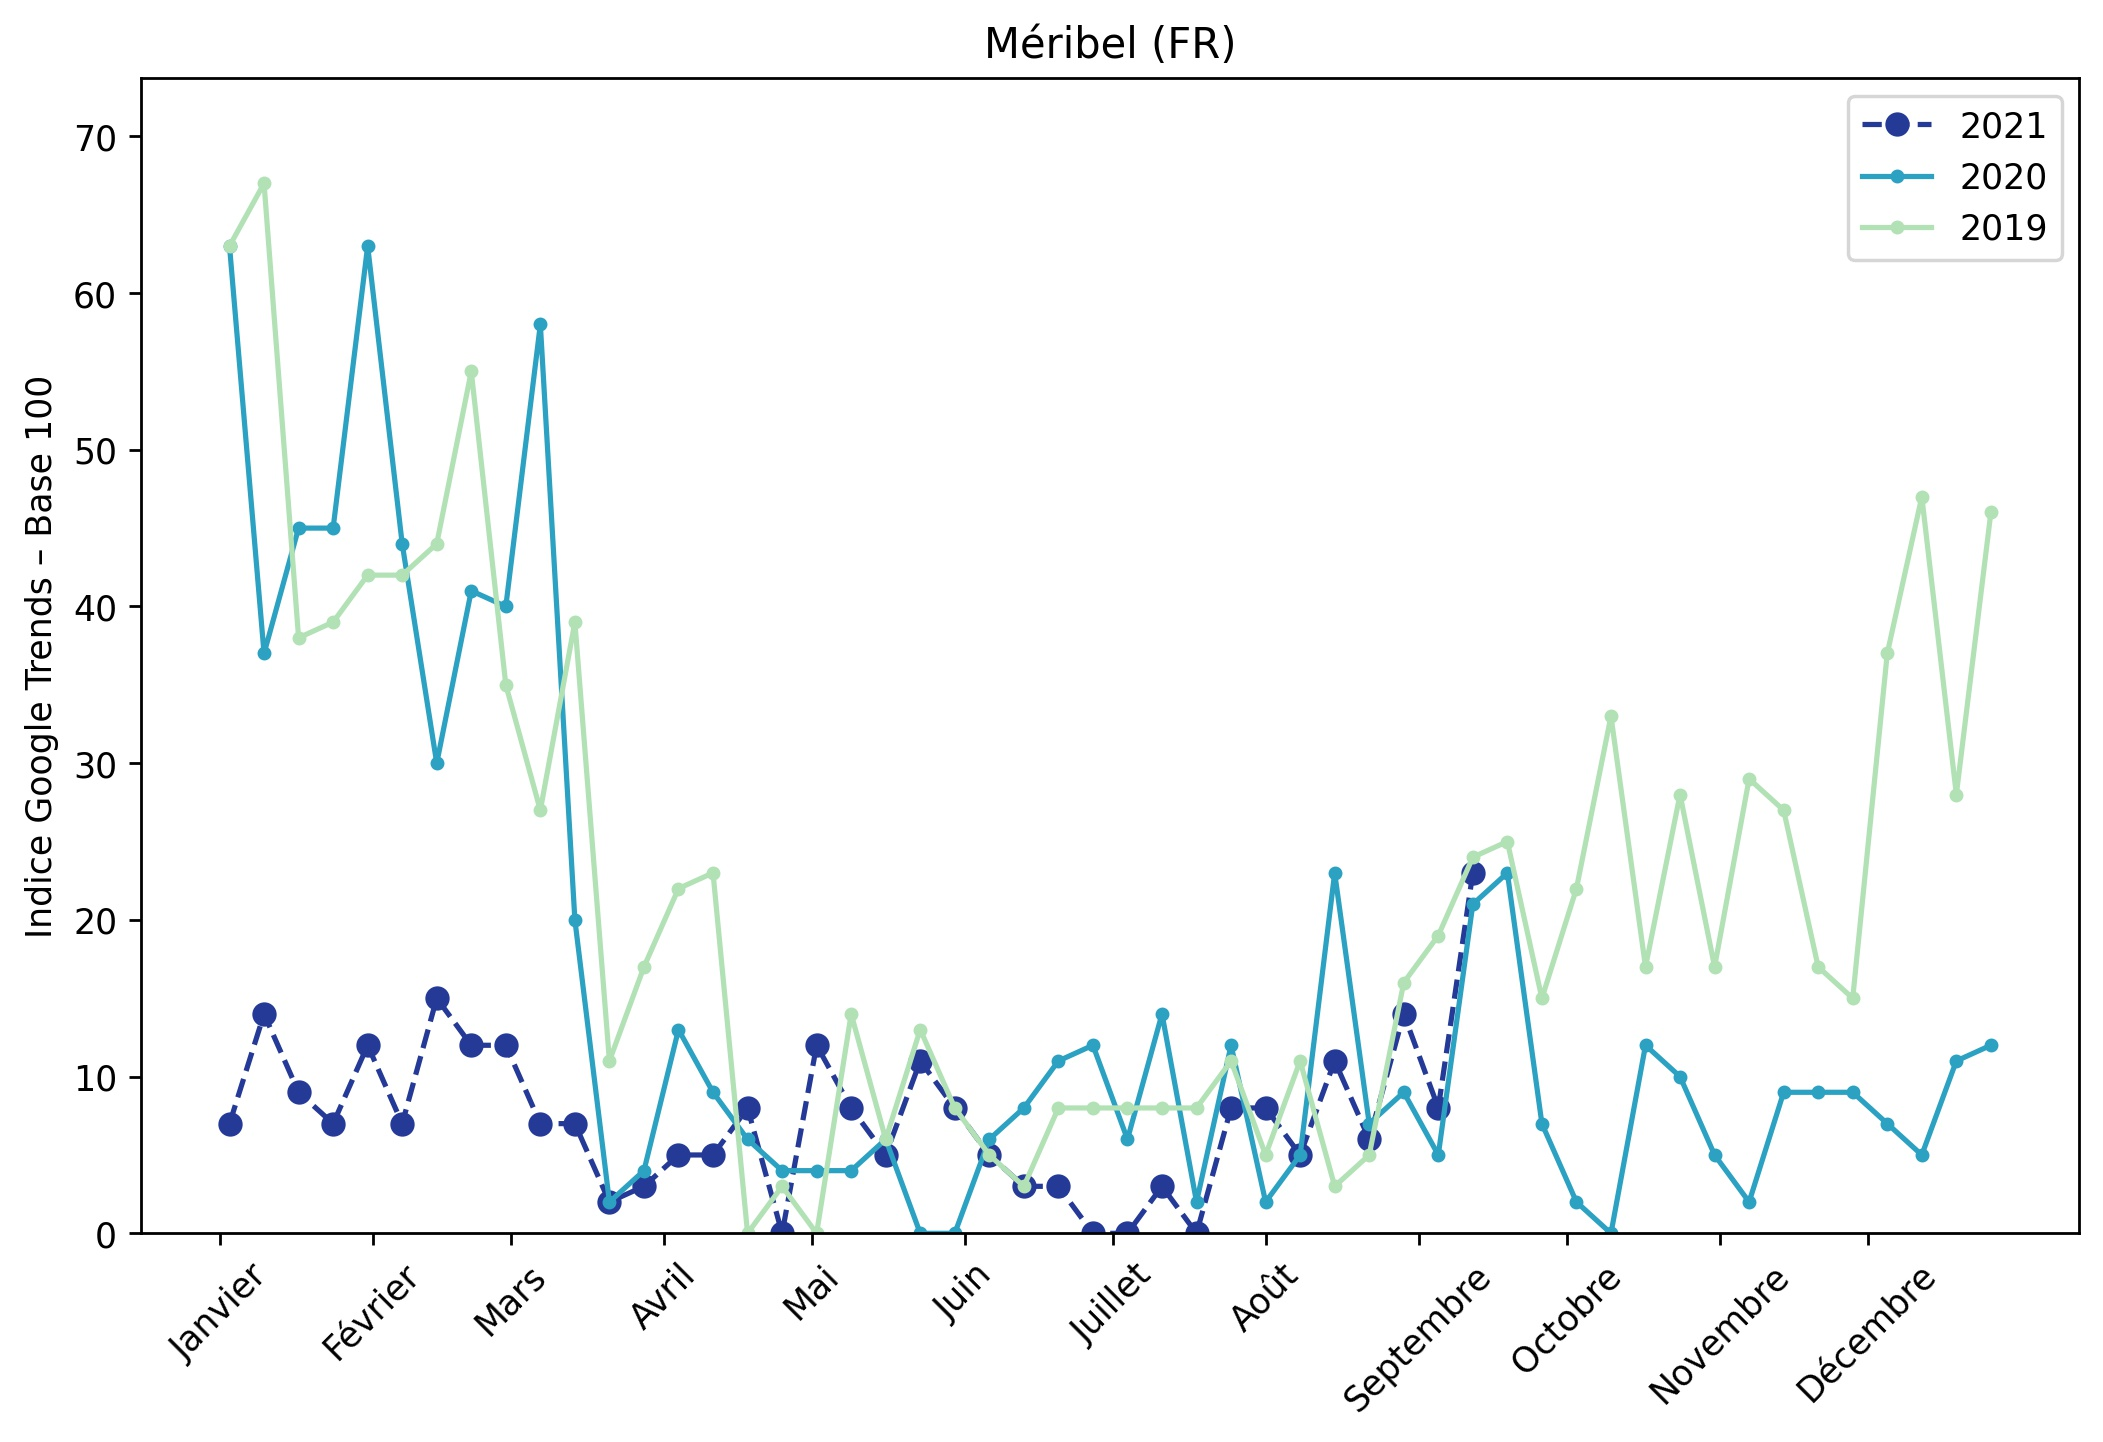 Méribel (FR)
Indice Google Trends – Base 100
70
60
50
40
30
20
10
0
2021
2020
2019
Janvier
Février
Mars
Avril
Mai
Juin
Juillet
Août
Septembre
Octobre
Novembre
Décembre